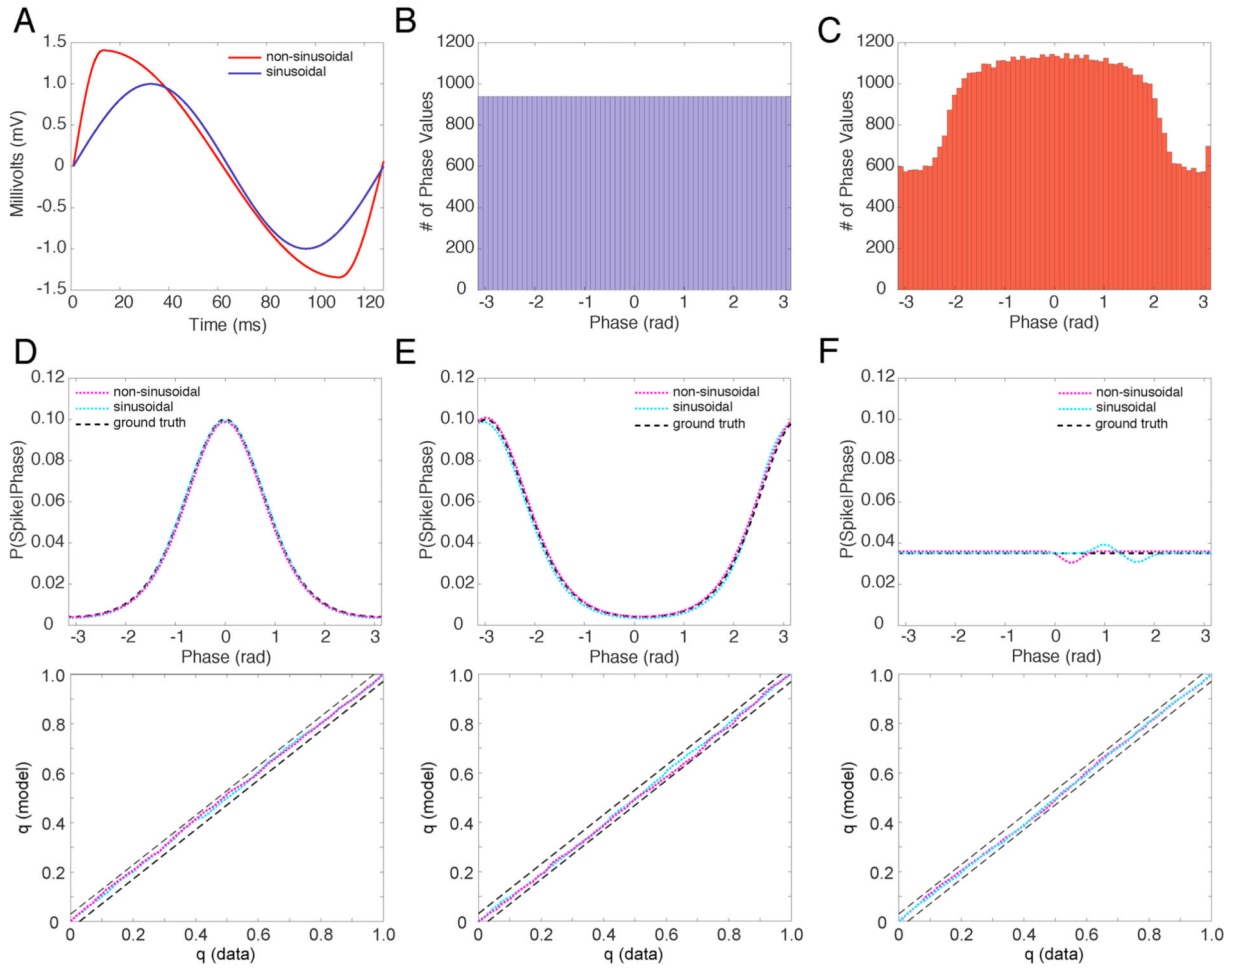 A
1.5
1.0
0.5
0
-0.5
-1.0
-1.5
Millivolts (mV)
non-sinusoidal
sinusoidal
0 20 40 60 80 100 120
Time (ms)
B
1200
1000
800
600
400
200
0
# of Phase Values
-3 -2 -1 0 1 2 3
Phase (rad)
C
1200
1000
800
600
400
200
0
# of Phase Values
-3 -2 -1 0 1 2 3
Phase (rad)
D
0.12
0.10
0.08
0.06
0.04
0.02
0
P(Spike|Phase)
non-sinusoidal
sinusoidal
ground truth
-3 -2 -1 0 1 2 3
Phase (rad)
E
0.12
0.10
0.08
0.06
0.04
0.02
0
P(Spike|Phase)
non-sinusoidal
sinusoidal
ground truth
-3 -2 -1 0 1 2 3
Phase (rad)
F
0.12
0.10
0.08
0.06
0.04
0.02
0
P(Spike|Phase)
non-sinusoidal
sinusoidal
ground truth
-3 -2 -1 0 1 2 3
Phase (rad)
1.0
0.8
0.6
0.4
0.2
0
q (model)
0 0.2 0.4 0.6 0.8 1.0
q (data)
1.0
0.8
0.6
0.4
0.2
0
q (model)
0 0.2 0.4 0.6 0.8 1.0
q (data)
1.0
0.8
0.6
0.4
0.2
0
q (model)
0 0.2 0.4 0.6 0.8 1.0
q (data)